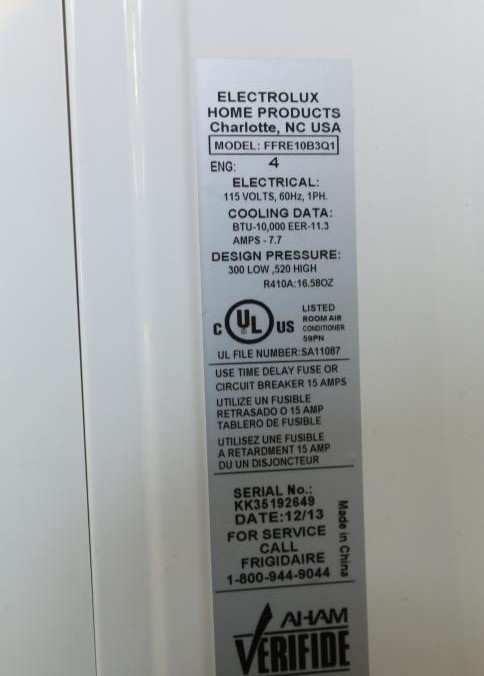 ELECTROLUX
HOME PRODUCTS
Charlotte, NC USA
MODEL: FFRE10B3Q1
ENG: 4
ELECTRICAL:
115 VOLTS, 60Hz, 1PH.
COOLING DATA:
BTU-10,000 EER-11.3
AMPS - 7.7
DESIGN PRESSURE:
300 LOW ,520 HIGH
R410A:16.58OZ
C UL US
LISTED
ROOM AIR
CONDITIONER
59PN
UL FILE NUMBER:SA11087
USE TIME DELAY FUSE OR
CIRCUIT BREAKER 15 AMPS
UTILIZE UN FUSIBLE
RETRASADO O 15 AMP
TABLERO DE FUSIBLE
UTILISEZ UNE FUSIBLE
A RETARDMENT 15 AMP
DU UN DISJONCTEUR
SERIAL No.:
KK35192649
DATE:12/13
FOR SERVICE
CALL
FRIGIDAIRE
1-800-944-9044
Made in China
AHAM
VERIFIDE